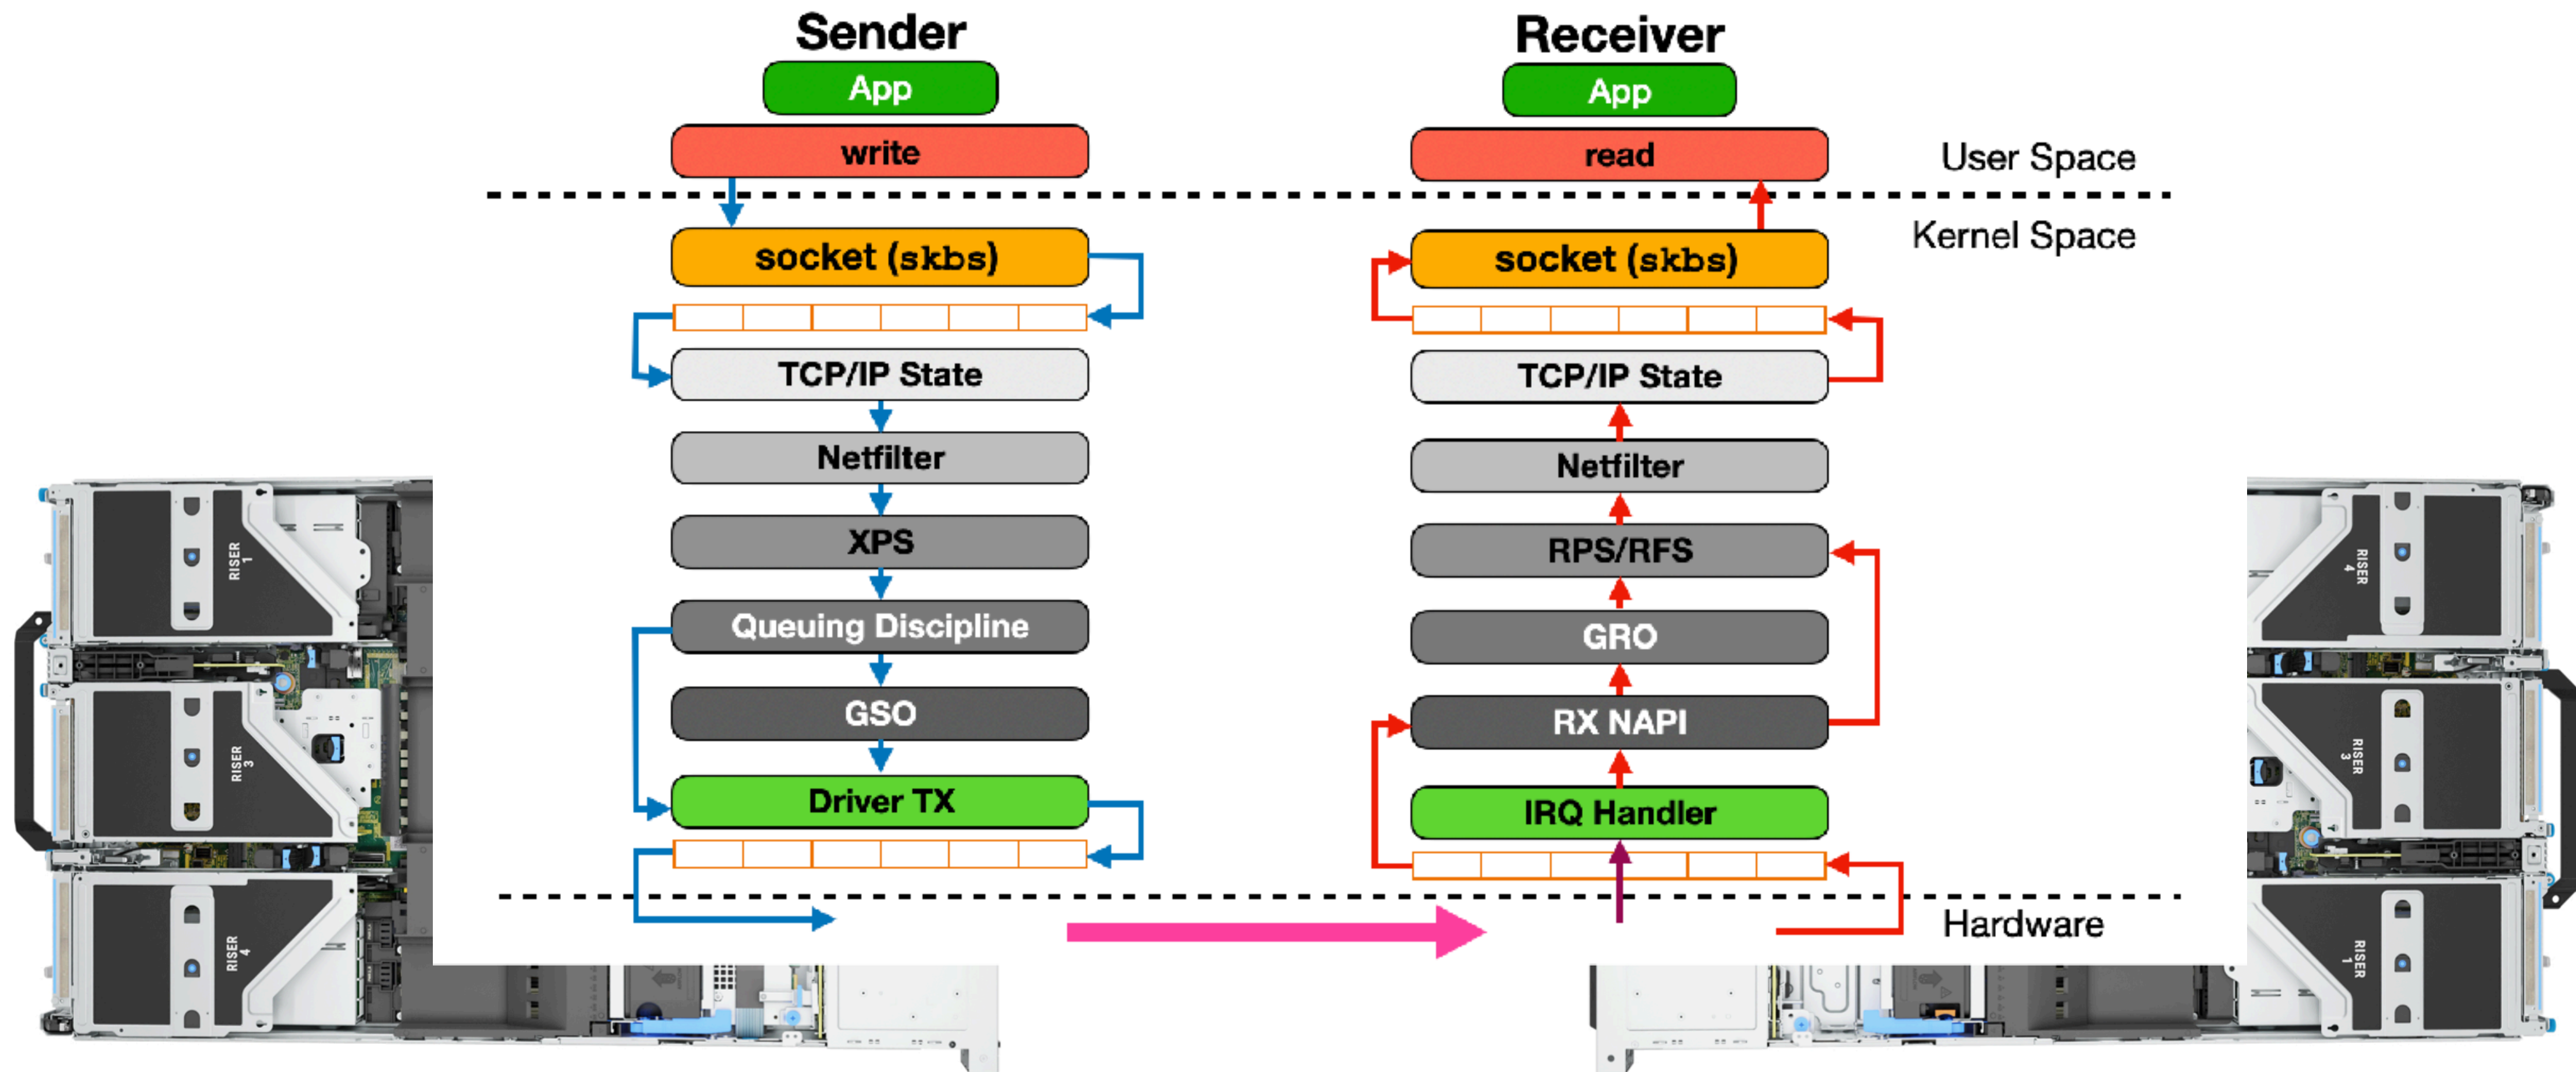 Sender
App
write
socket (skbs)
TCP/IP State
Netfilter
XPS
Queuing Discipline
GSO
Driver TX
Receiver
App
read
socket (skbs)
TCP/IP State
Netfilter
RPS/RFS
GRO
RX NAPI
IRQ Handler
User Space
Kernel Space
Hardware
RISER
1
RISER
3
RISER
4
RISER
4
RISER
3
RISER
1